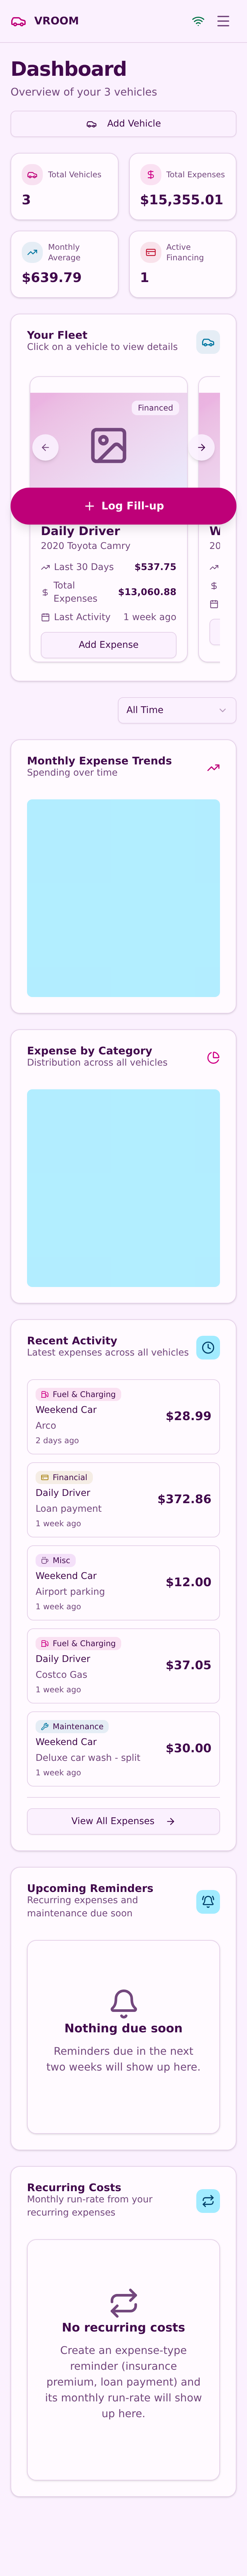 VROOM
Dashboard
Overview of your 3 vehicles
Add Vehicle
Total Vehicles
3
Total Expenses
$15,355.01
Monthly
Average
$639.79
Active
Financing
1
Your Fleet
Click on a vehicle to view details
Financed
Log Fill-up
Daily Driver
2020 Toyota Camry
Last 30 Days
$537.75
Total
Expenses
$13,060.88
Last Activity
1 week ago
Add Expense
W
20
All Time
Monthly Expense Trends
Spending over time
Expense by Category
Distribution across all vehicles
Recent Activity
Latest expenses across all vehicles
Fuel & Charging
Weekend Car
Arco
2 days ago
$28.99
Financial
Daily Driver
Loan payment
1 week ago
$372.86
Misc
Weekend Car
Airport parking
1 week ago
$12.00
Fuel & Charging
Daily Driver
Costco Gas
1 week ago
$37.05
Maintenance
Weekend Car
Deluxe car wash - split
1 week ago
$30.00
View All Expenses
Upcoming Reminders
Recurring expenses and
maintenance due soon
Nothing due soon
Reminders due in the next
two weeks will show up here.
Recurring Costs
Monthly run-rate from your
recurring expenses
No recurring costs
Create an expense-type
reminder (insurance
premium, loan payment) and
its monthly run-rate will show
up here.